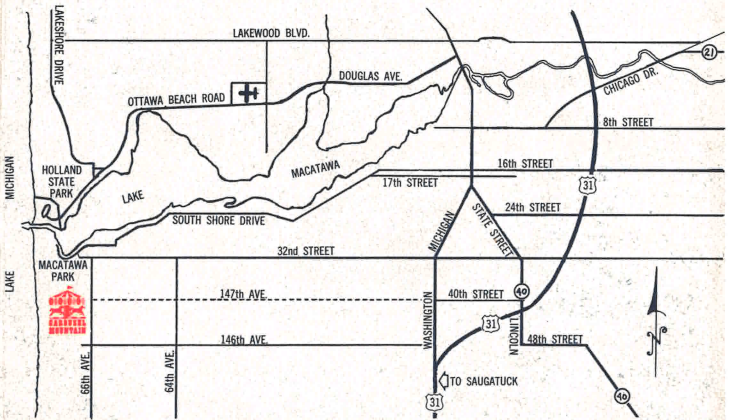 LAKESHORE DRIVE
LAKEWOOD BLVD.
21
DOUGLAS AVE.
CHICAGO DR.
OTTAWA BEACH ROAD
8th STREET
MICHIGAN
HOLLAND
STATE
PARK
MACATAWA
16th STREET
17th STREET
31
LAKE
24th STREET
SOUTH SHORE DRIVE
MICHIGAN
STATE STREET
32nd STREET
MACATAWA
PARK
LAKE
CAROUSEL
MOUNTAIN
147th AVE.
40th STREET
40
WASHINGTON
31
LINCOLN
N
146th AVE.
48th STREET
66th AVE.
64th AVE.
TO SAUGATUCK
31
40